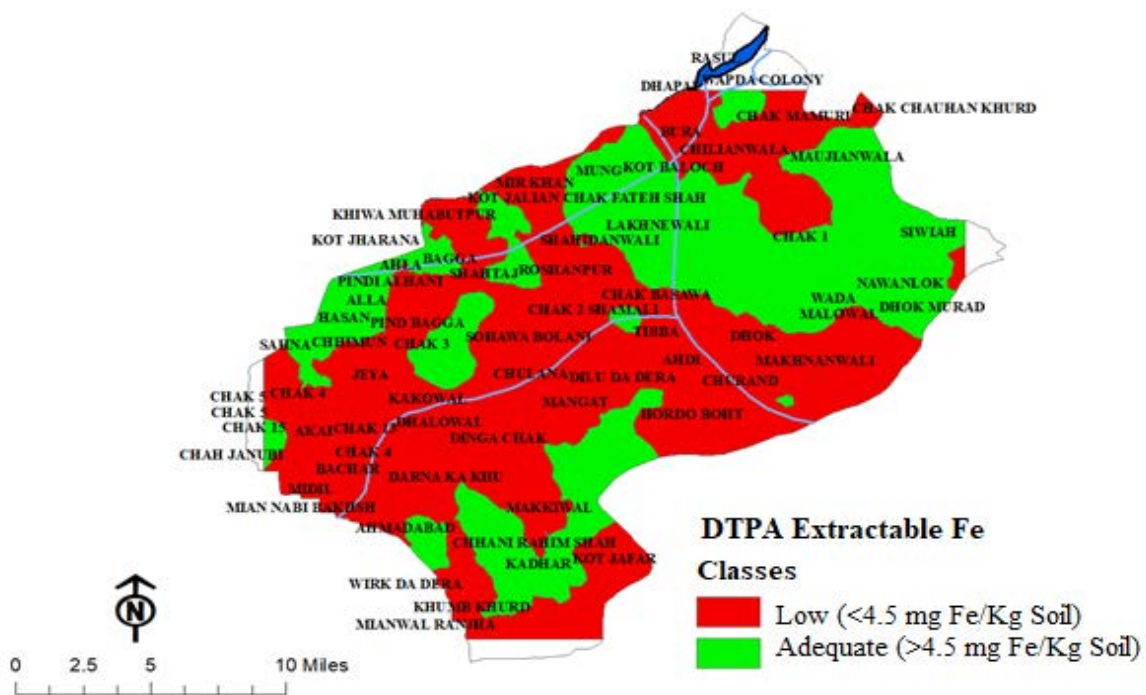 RASUL
DHAPAI
WAPDA COLONY
CHAK CHAUHAN KHURD
CHAK MAMURI
BURA
CHILIANWALA
MAUJIANWALA
MUNG
KOT BALOCH
MIR KHAN
KOT JALIAN
CHAK FATEH SHAH
KHIWA MUHABUTPUR
LAKHNEWALI
KOT JHARANA
SHAHIDANWALI
CHAK 1
SIWIAH
AHLA
BAGGA
SHAHTAJ
ROSHANPUR
PINDI ALHANI
NAWANLOK
ALLA
CHAK BASAWA
WADA
CHAK 2 SHAMALI
MALOWAL
DHOK MURAD
HASAN
PIND BAGGA
TIBBA
DHOK
SAHNA
CHHIMUN
CHAK 3
SOHAWA BOLANI
AHDI
MAKHNANWALI
JEYA
CHULANA
DILU DA DERA
CHURAND
CHAK 5
CHAK 4
KAKOWAL
MANGAT
CHAK 5
HORDO BOHT
CHAK 15
AKAI
CHAK 15
DHALOWAL
DINGA CHAK
CHAH JANUBI
CHAK 4
BACHAR
DARNA KA KHU
MIDIL
MIAN NABI BAKHSH
MAKKIWAL
AHMADABAD
CHHANI RAHIM SHAH
KADHAR
KOT JAFAR
WIRK DA DERA
KHUMB KHURD
MIANWAL RANJHA
DTPA Extractable Fe
Classes
Low (<4.5 mg Fe/Kg Soil)
Adequate (>4.5 mg Fe/Kg Soil)
N
0 2.5 5 10 Miles